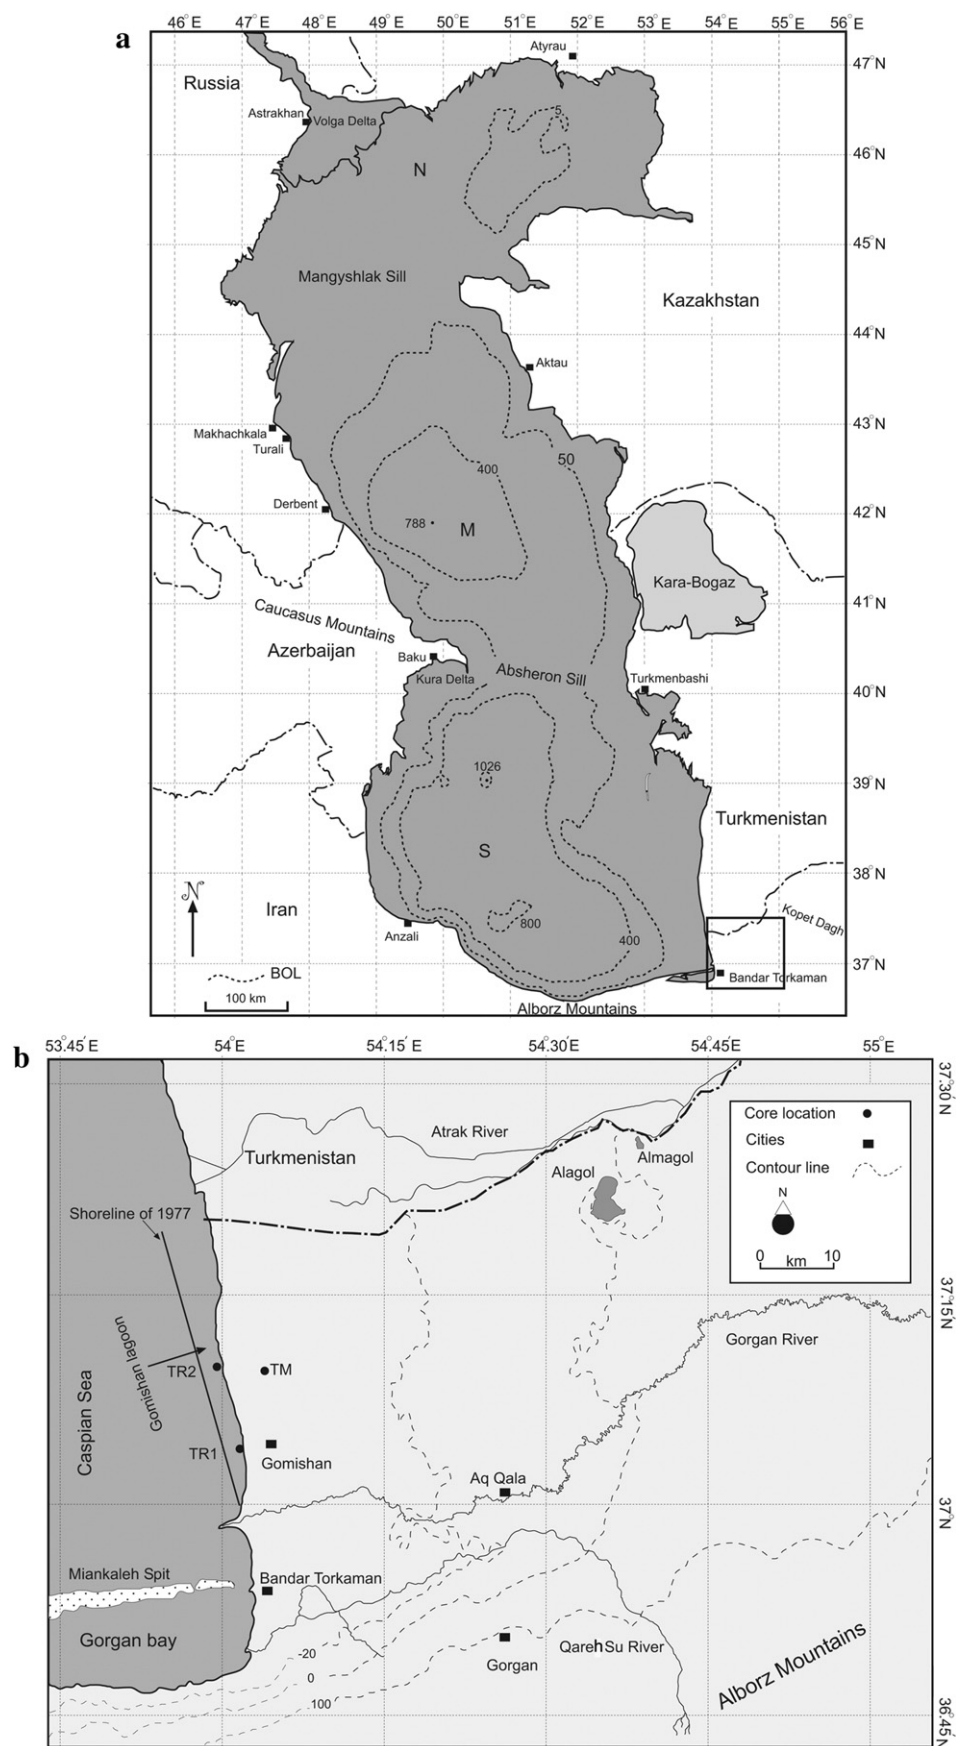 a
46°E 47°E 48°E 49°E 50°E 51°E 52°E 53°E 54°E 55°E 56°E
Atyrau
47°N
Russia
5
Astrakhan
Volga Delta
46°N
N
45°N
Mangyshlak Sill
Kazakhstan
44°N
Aktau
43°N
Makhachkala
Turali
50
400
Derbent
42°N
788
M
Kara-Bogaz
41°N
Caucasus Mountains
Azerbaijan
Baku
Absheron Sill
Kura Delta
Turkmenbashi
40°N
1026
39°N
Turkmenistan
S
38°N
N
Iran
Kopet Dagh
800
Anzali
400
37°N
BOL
Bandar Torkaman
100 km
Alborz Mountains
b
53°45'E 54°E 54°15'E 54°30'E 54°45'E 55°E
37°30'N
Core location
Cities
Contour line
N
0 10
km
Atrak River
Turkmenistan
Almagol
Alagol
Shoreline of 1977
37°15'N
Gorgan River
Gomishan lagoon
TR2
TM
Caspian Sea
TR1
Gomishan
Aq Qala
37°N
Miankaleh Spit
Bandar Torkaman
Gorgan bay
Qareh Su River
-20
Gorgan
0
100
Alborz Mountains
36°45'N